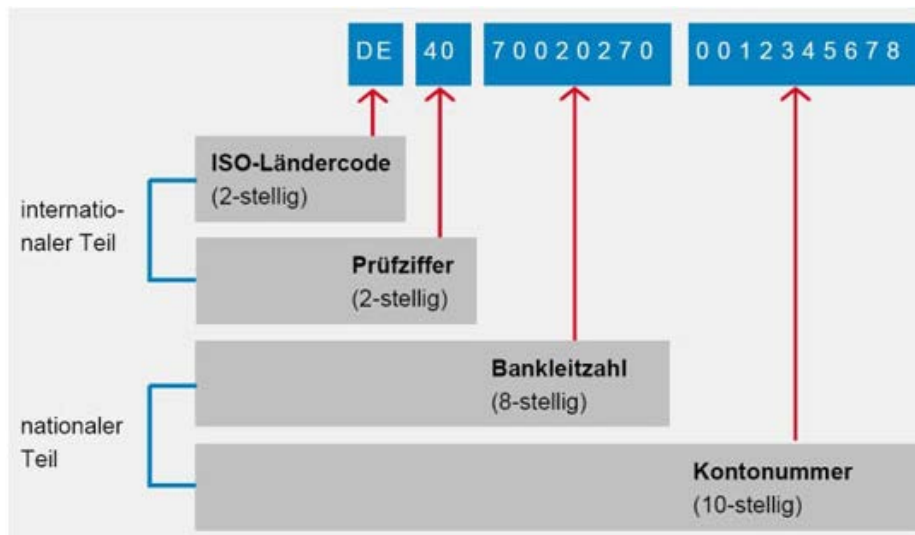 DE 40 70020270 0012345678
ISO-Ländercode
(2-stellig)
internatio-
naler Teil
Prüfziffer
(2-stellig)
Bankleitzahl
(8-stellig)
nationaler
Teil
Kontonummer
(10-stellig)